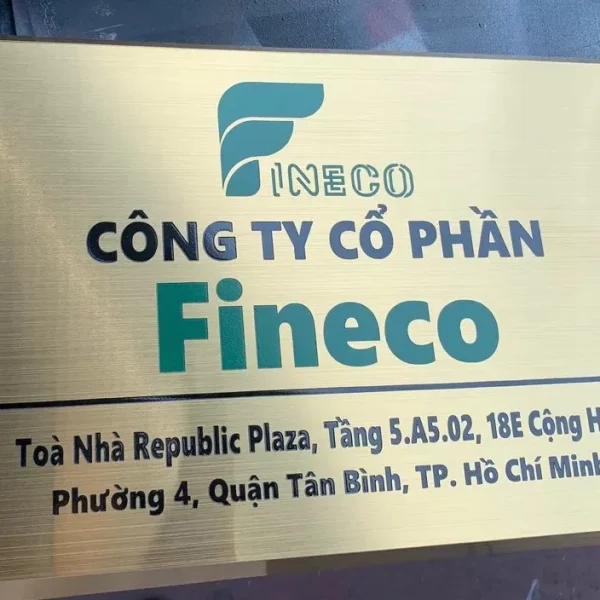 FINECO
CÔNG TY CỔ PHẦN
Fineco
Toà Nhà Republic Plaza, Tầng 5.A5.02, 18E Cộng H
Phường 4, Quận Tân Bình, TP. Hồ Chí Minh